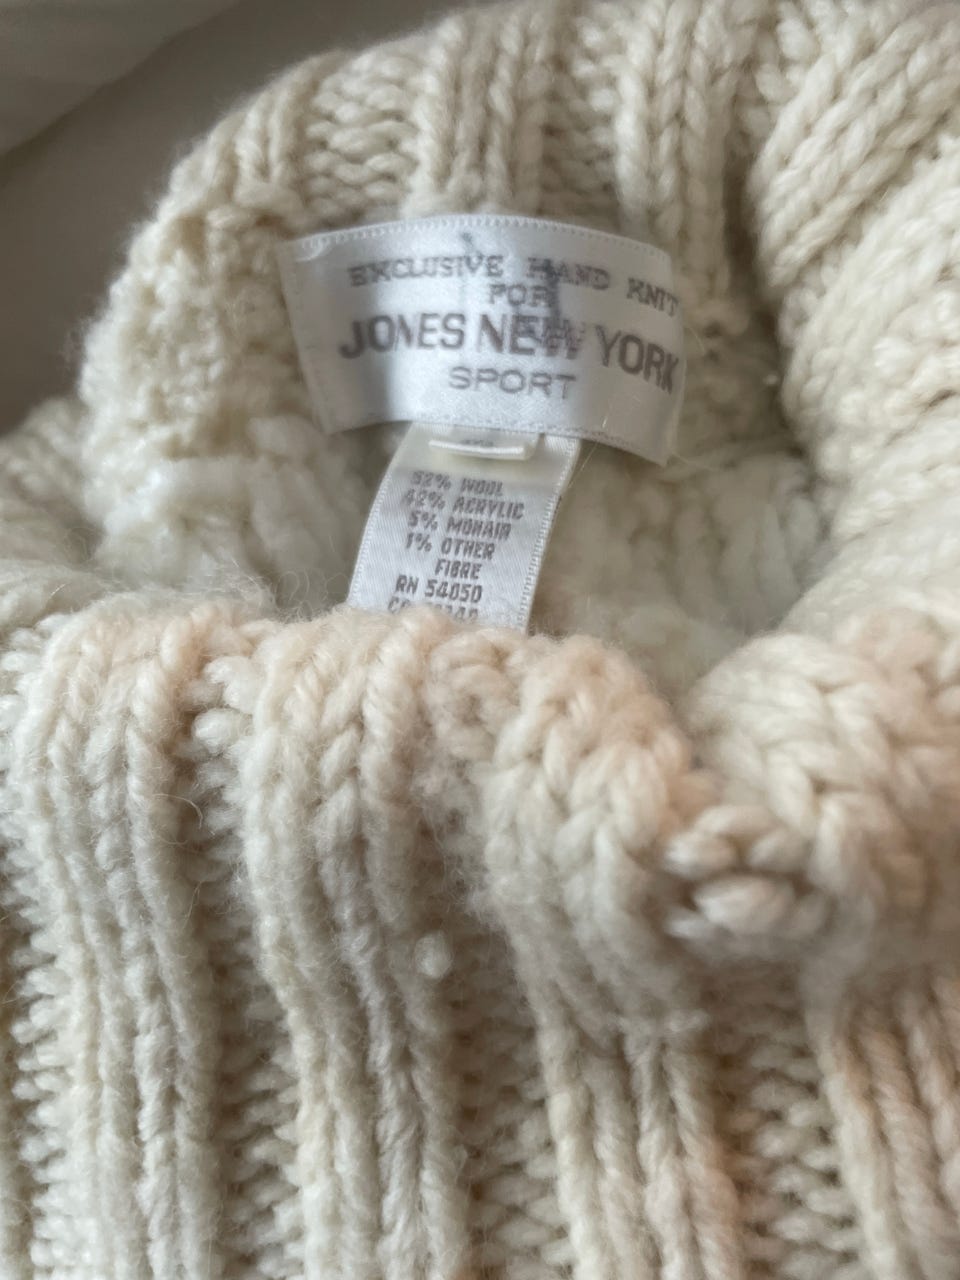 EXCLUSIVE HAND KNIT
FOR
JONES NEW YORK
SPORT
52% WOOL
42% ACRYLIC
5% MOHAIR
1% OTHER
FIBRE
RN 54050